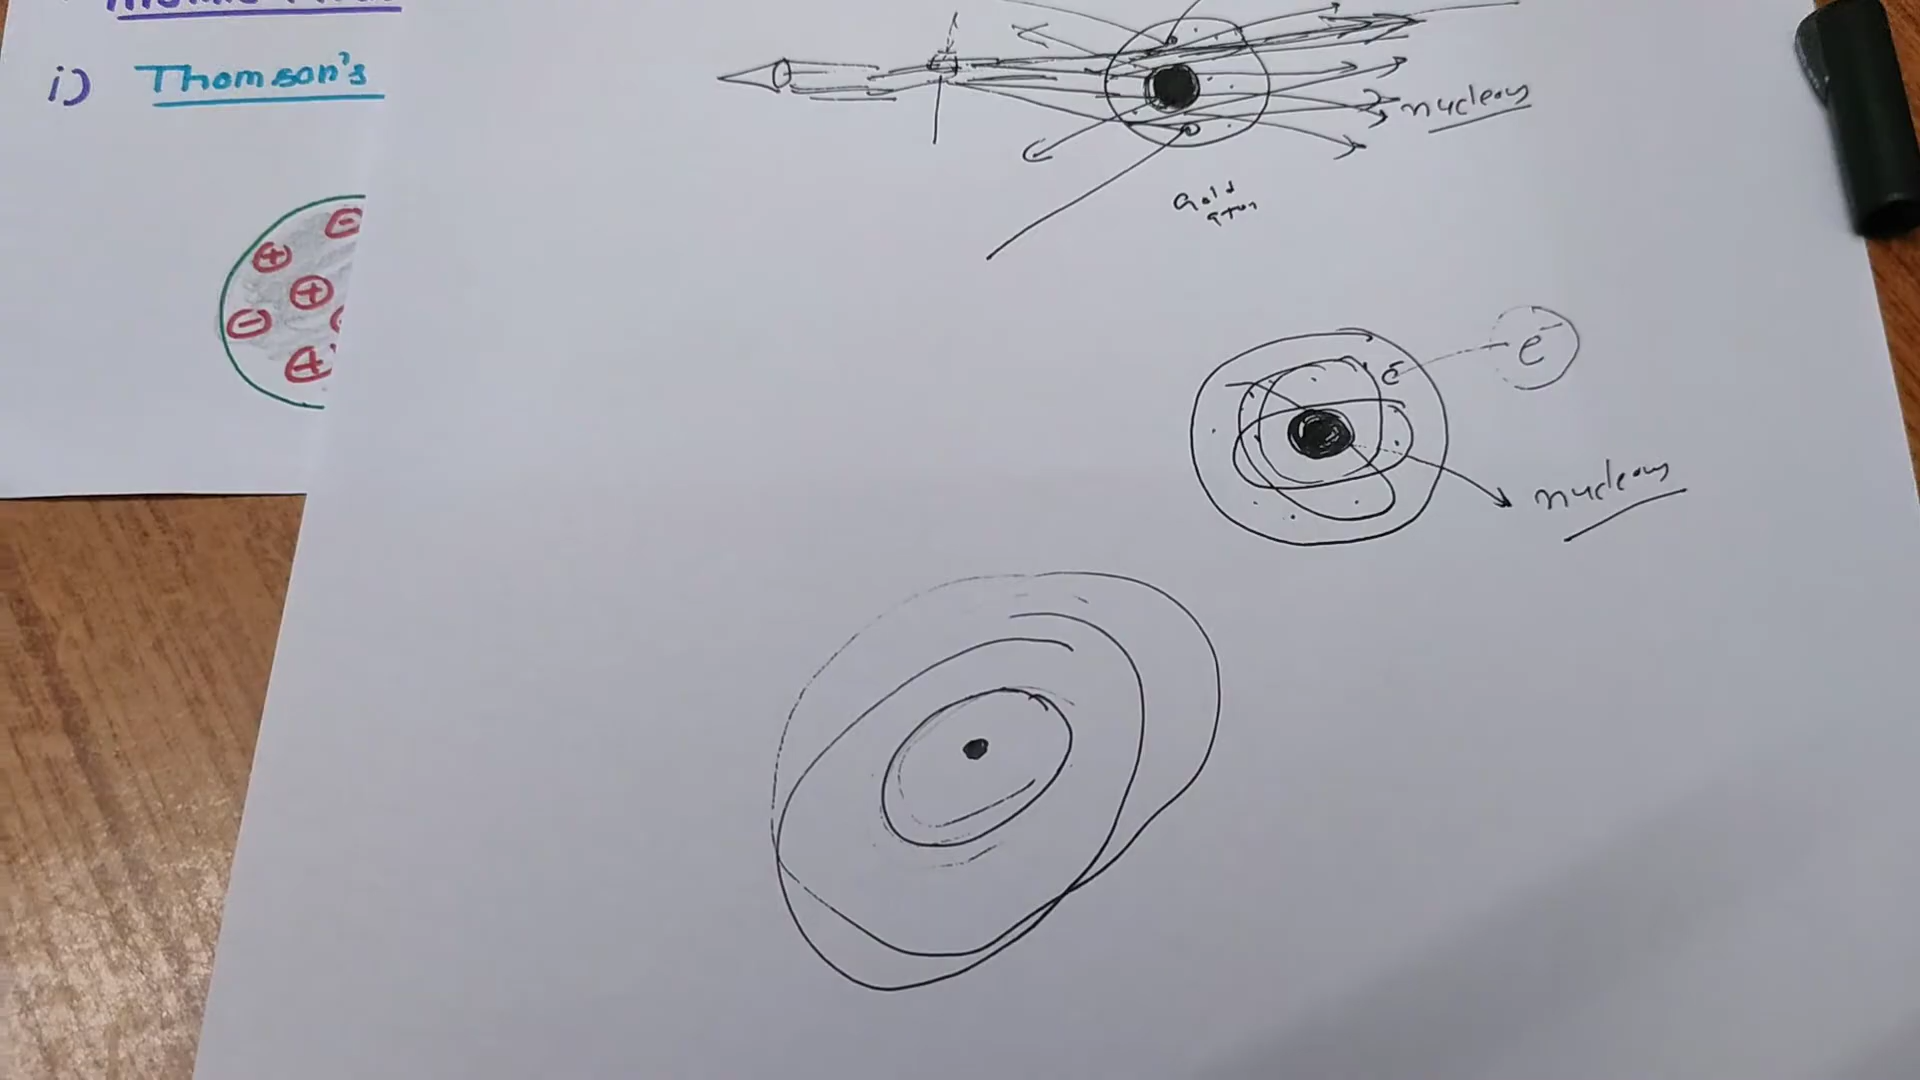 i) Thomson's
nucleus
Gold
atom
e
e⁻
nucleus